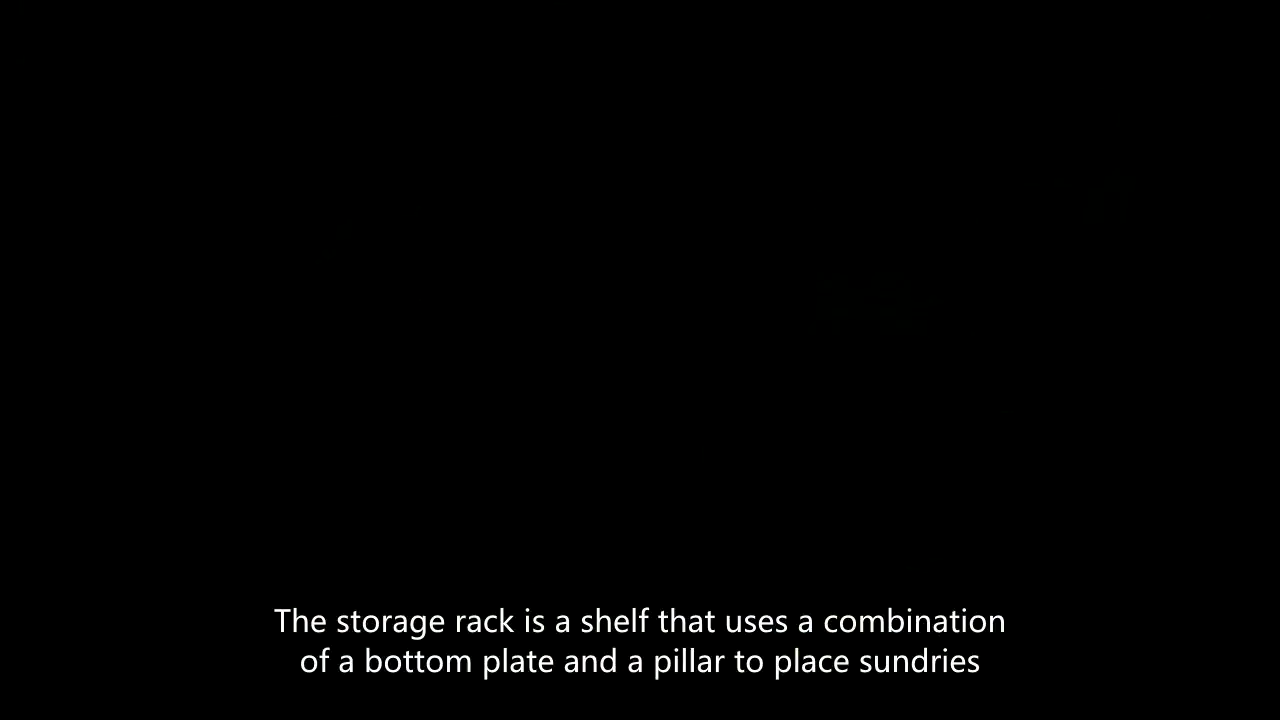 The storage rack is a shelf that uses a combination
of a bottom plate and a pillar to place sundries